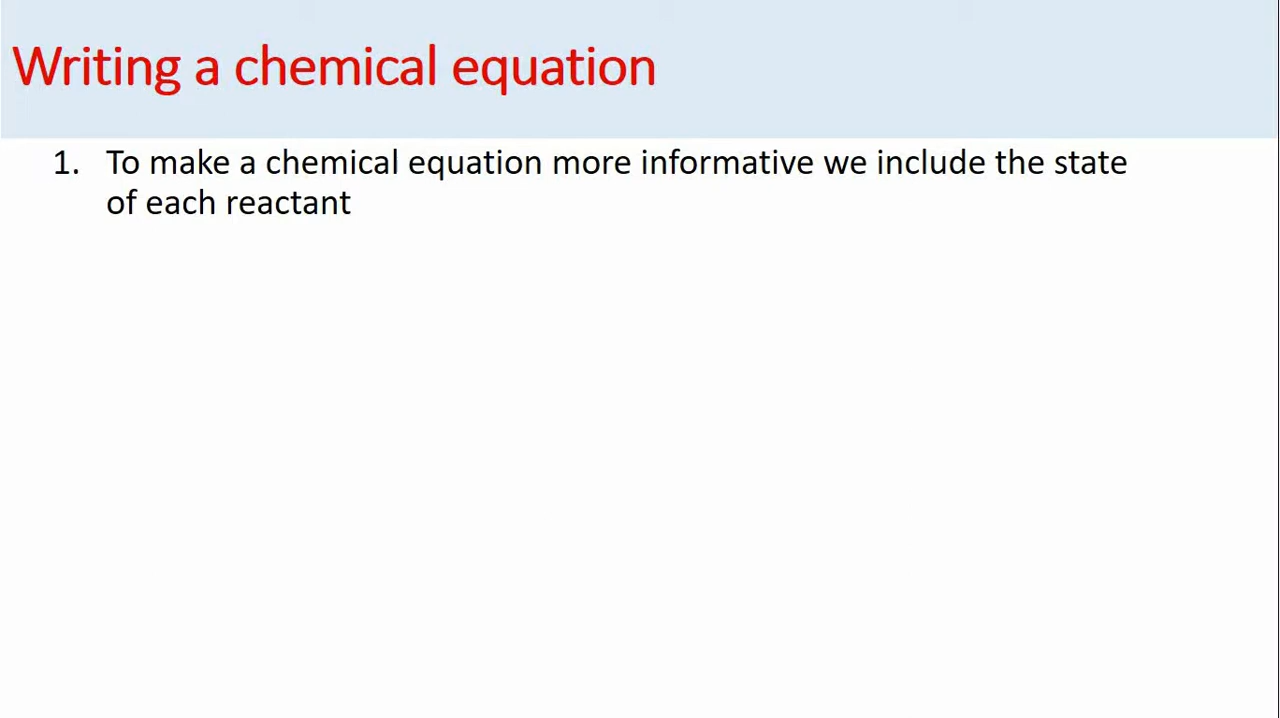 Writing a chemical equation
1. To make a chemical equation more informative we include the state
of each reactant